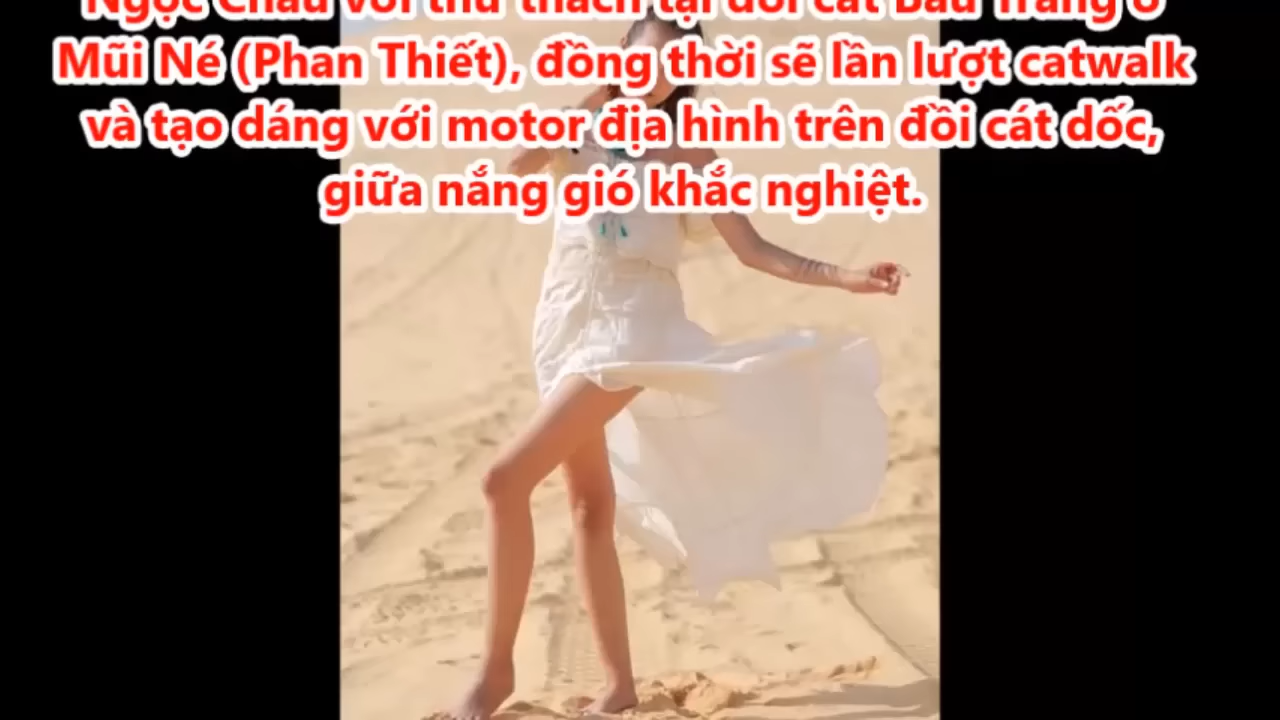 Ngọc Châu với thử thách tại đồi cát Bàu Trắng ở
Mũi Né (Phan Thiết), đồng thời sẽ lần lượt catwalk
và tạo dáng với motor địa hình trên đồi cát dốc,
giữa nắng gió khắc nghiệt.